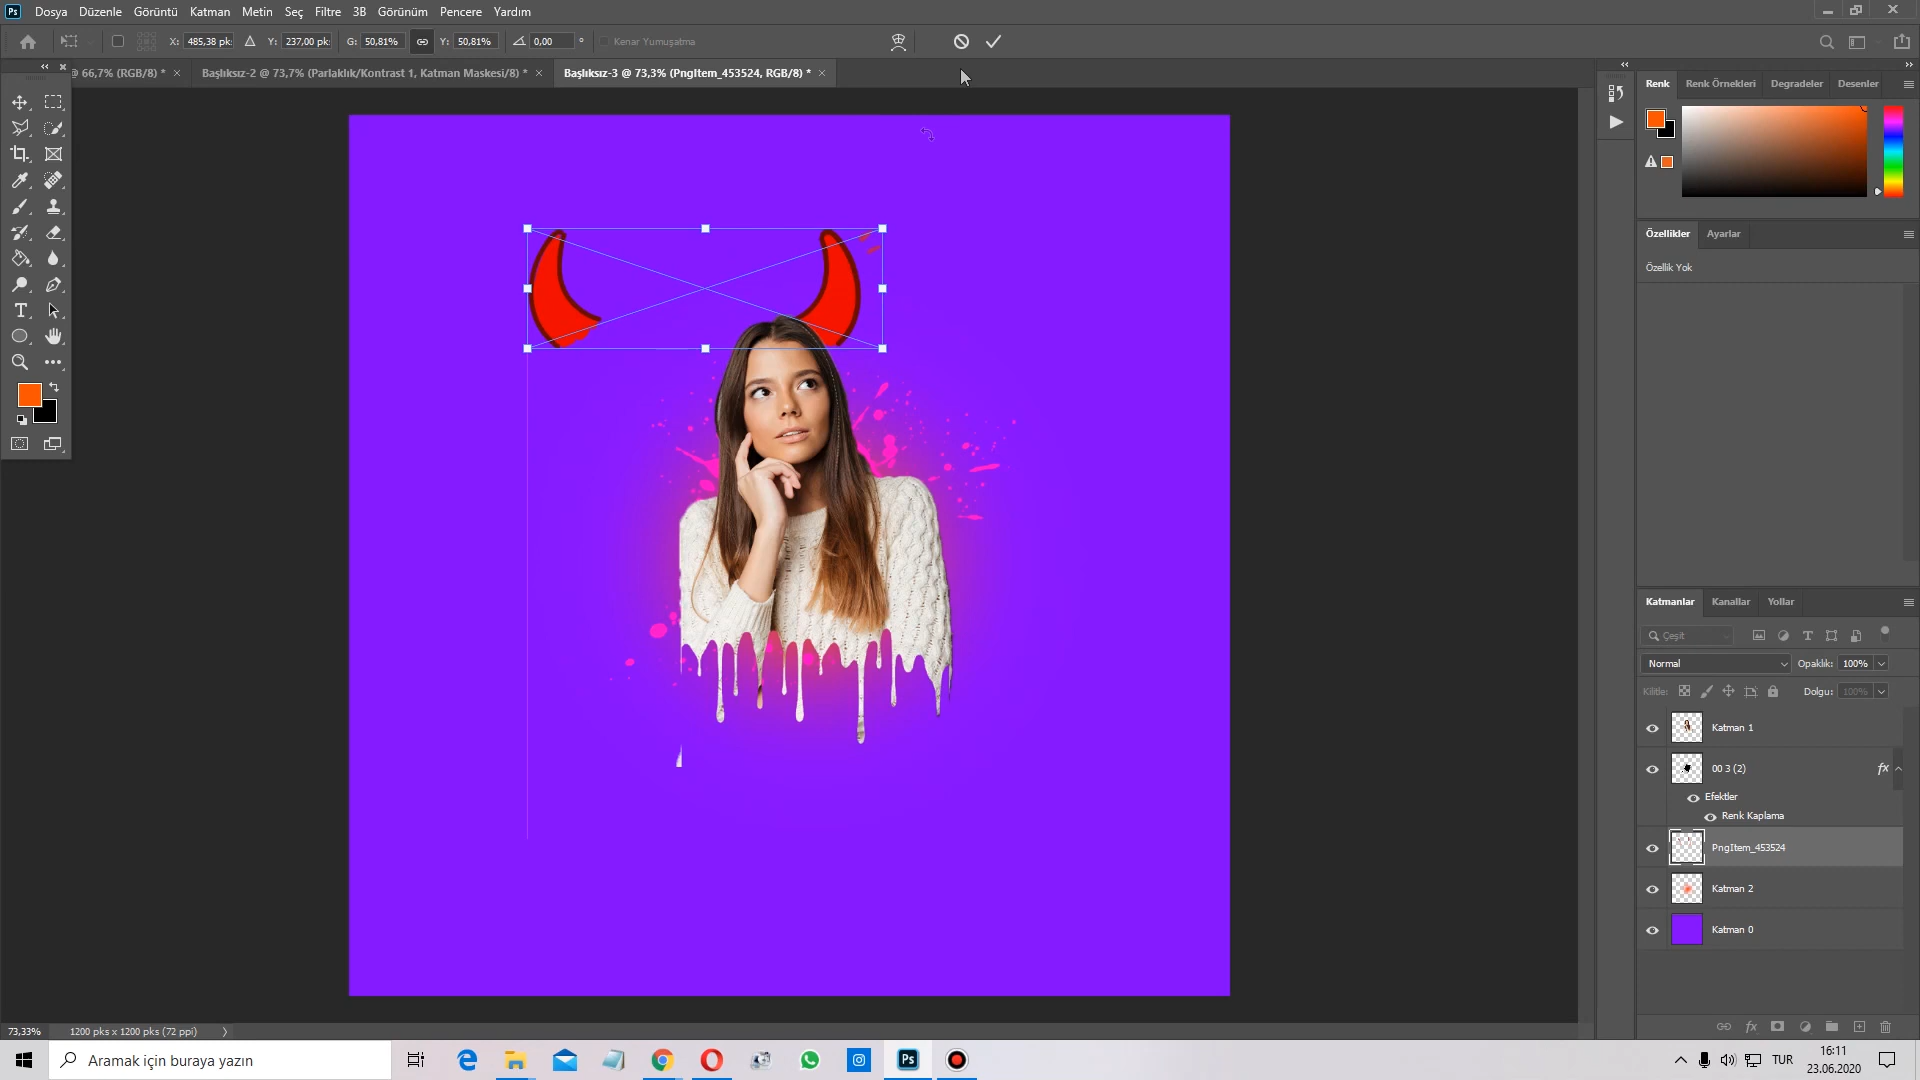 Ps Dosya Düzenle Görüntü Katman Metin Seç Filtre 3B Görünüm Pencere Yardım
X: 485,38 pks Y: 237,00 pks G: 50,81% Y: 50,81% 0,00 ° Kenar Yumuşatma
@ 66,7% (RGB/8) * × Başlıksız-2 @ 73,7% (Parlaklık/Kontrast 1, Katman Maskesi/8) * × Başlıksız-3 @ 73,3% (PngItem_453524, RGB/8) * ×
Renk Renk Örnekleri Degradeler Desenler
Özellikler Ayarlar
Özellik Yok
Katmanlar Kanallar Yollar
Çeşit
Normal Opaklık: 100%
Kilitle: Dolgu: 100%
Katman 1
00 3 (2) fx
Efektler
Renk Kaplama
PngItem_453524
Katman 2
Katman 0
73,33% 1200 pks x 1200 pks (72 ppi)
Aramak için buraya yazın
Ps
TUR
16:11
23.06.2020